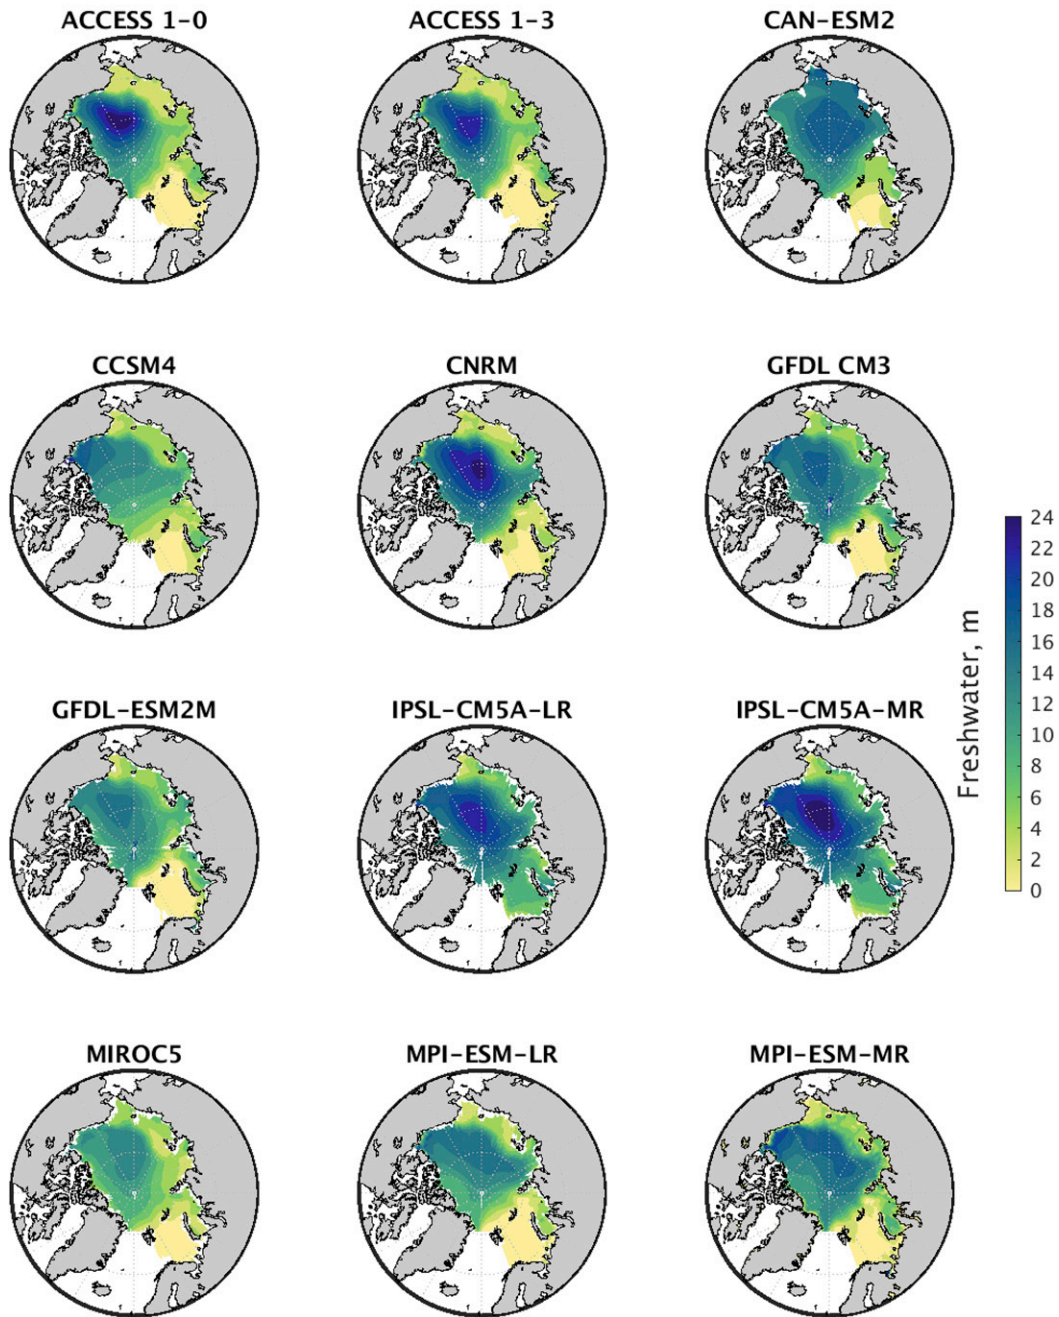 ACCESS 1-0 ACCESS 1-3 CAN-ESM2
CCSM4 CNRM GFDL CM3
GFDL-ESM2M IPSL-CM5A-LR IPSL-CM5A-MR
MIROC5 MPI-ESM-LR MPI-ESM-MR
Freshwater, m
24
22
20
18
16
14
12
10
8
6
4
2
0